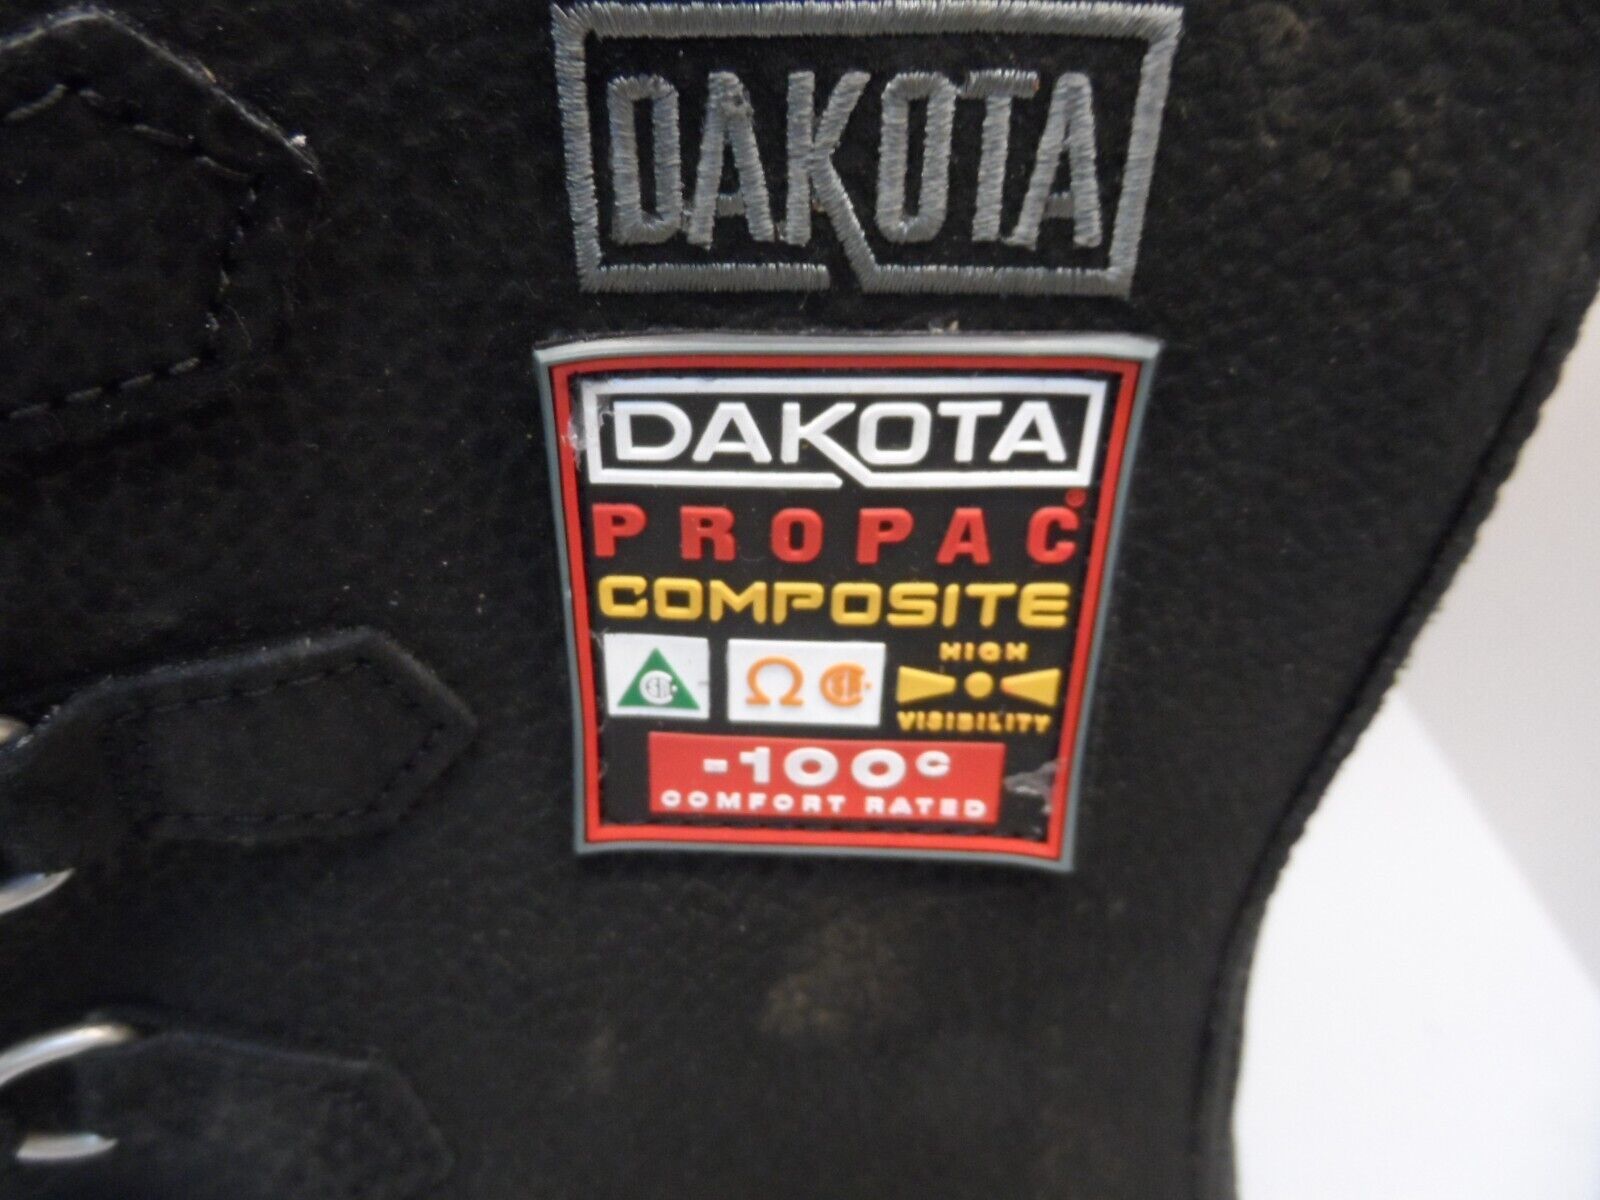 DAKOTA
DAKOTA
PROPAC®
COMPOSITE
Ω
HIGH
VISIBILITY
-100C
COMFORT RATED